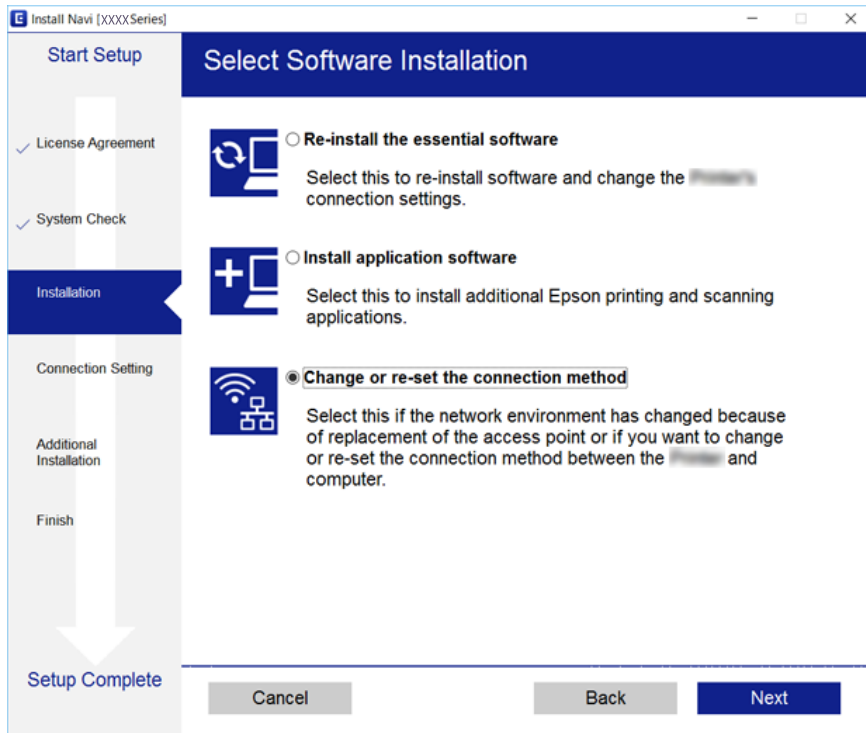 E Install Navi [XXXX Series]
Start Setup
License Agreement
System Check
Installation
Connection Setting
Additional
Installation
Finish
Setup Complete
Select Software Installation
Re-install the essential software
Select this to re-install software and change the
connection settings.
Install application software
Select this to install additional Epson printing and scanning
applications.
Change or re-set the connection method
Select this if the network environment has changed because
of replacement of the access point or if you want to change
or re-set the connection method between the and
computer.
Cancel
Back
Next